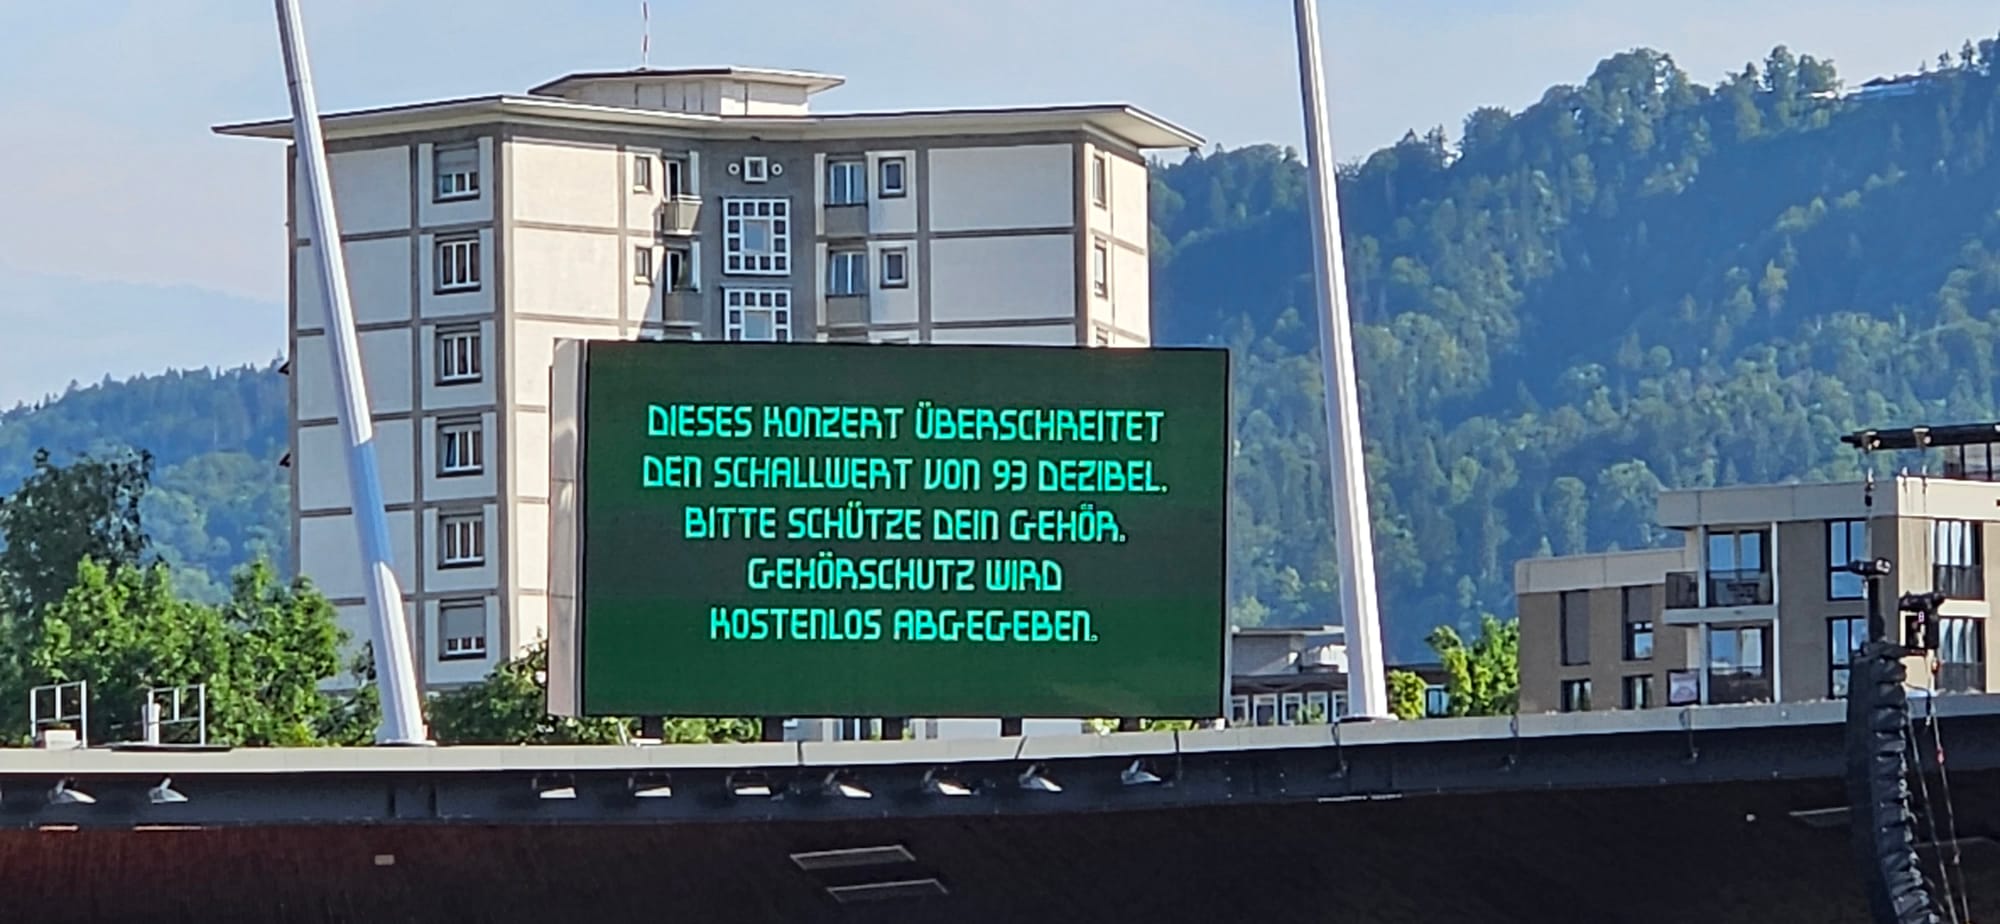 DIESES KONZERT ÜBERSCHREITET
DEN SCHALLWERT VON 93 DEZIBEL.
BITTE SCHÜTZE DEIN GEHÖR.
GEHÖRSCHUTZ WIRD
KOSTENLOS ABGEGEBEN.